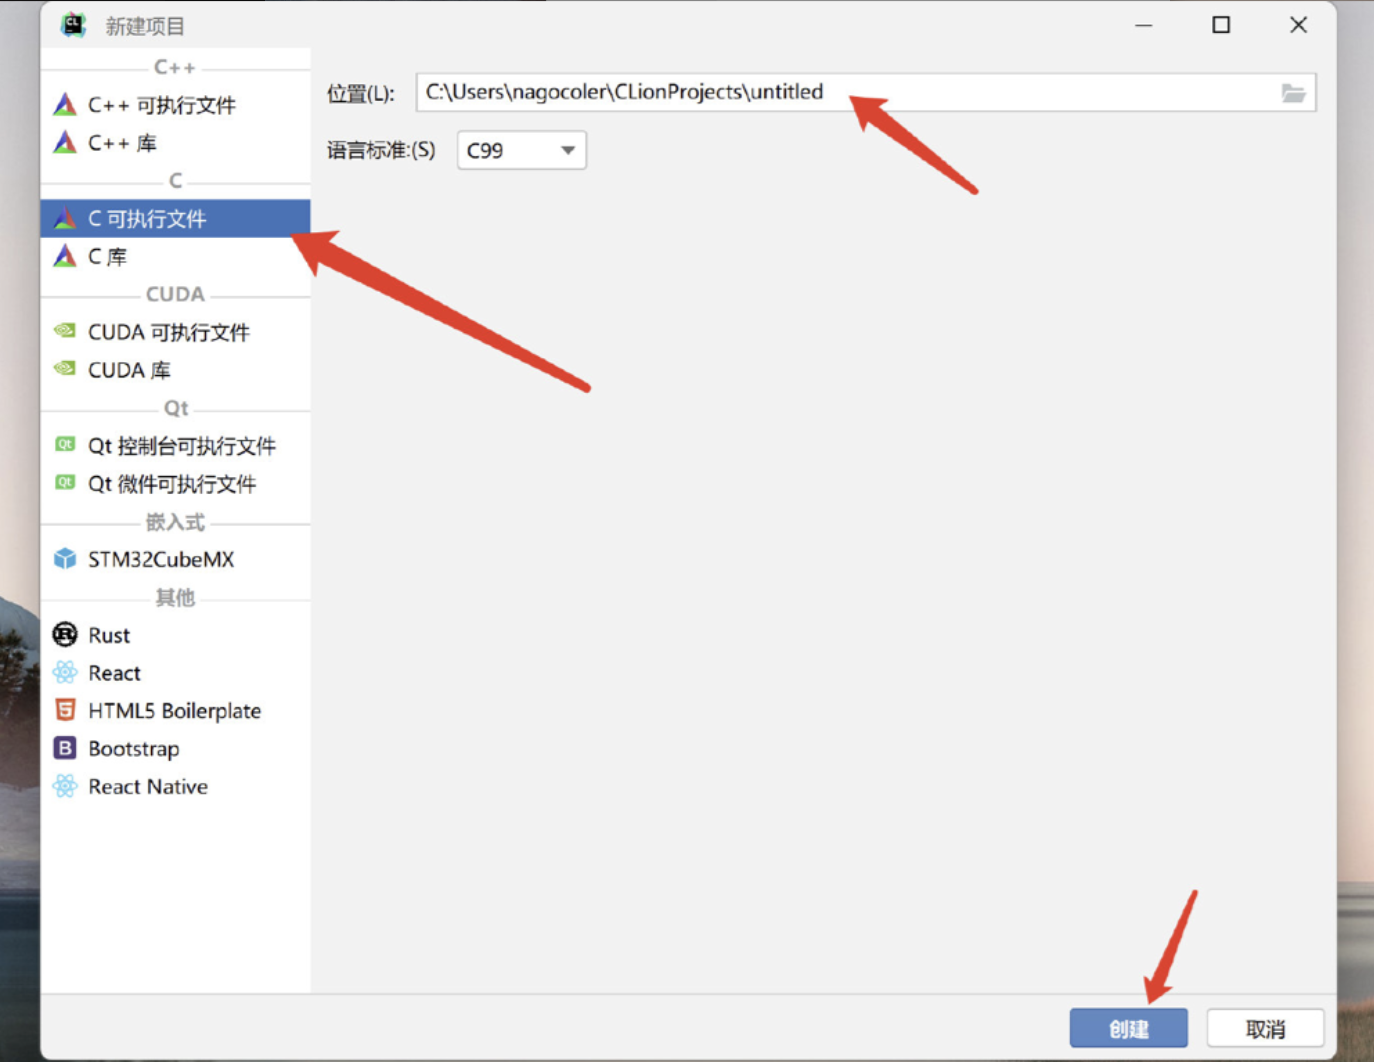 新建项目
C++
C++ 可执行文件
C++ 库
C
C 可执行文件
C 库
CUDA
CUDA 可执行文件
CUDA 库
Qt
Qt 控制台可执行文件
Qt 微件可执行文件
嵌入式
STM32CubeMX
其他
Rust
React
HTML5 Boilerplate
Bootstrap
React Native
位置(L): C:\Users\nagocoler\CLionProjects\untitled
语言标准:(S) C99
创建 取消